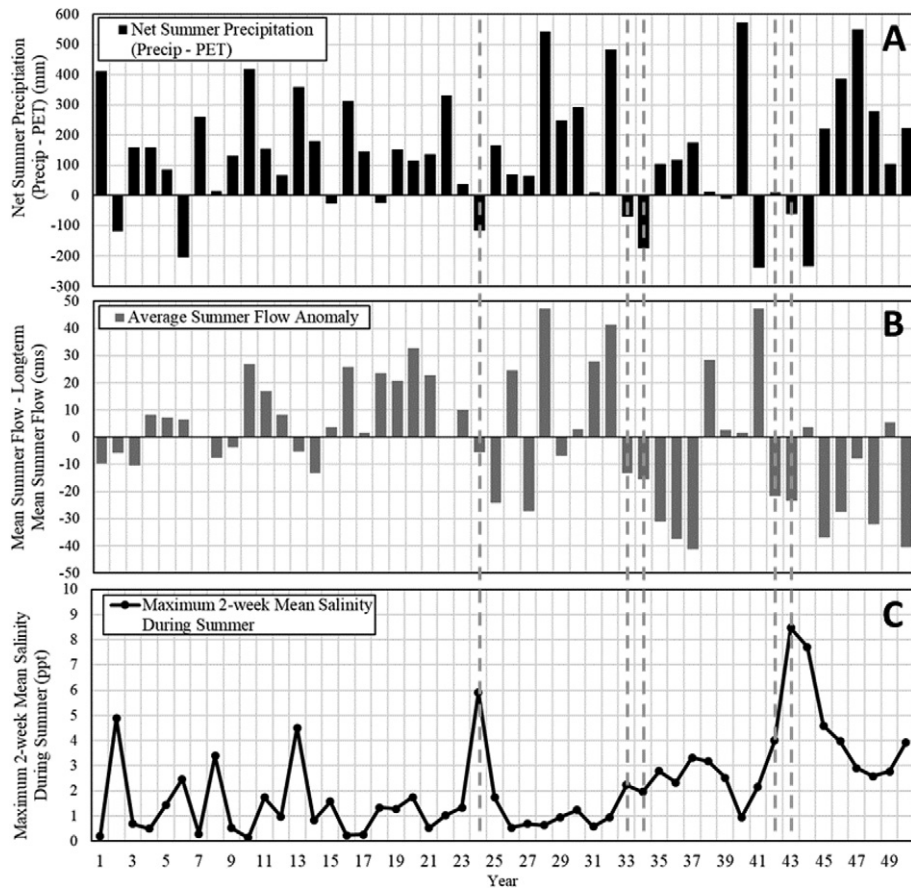 Net Summer Preciptiation
(Precip - PET) (mm)
600
500
400
300
200
100
0
-100
-200
-300
Net Summer Precipitation
(Precip - PET)
A
Mean Summer Flow - Longterm
Mean Summer Flow (cms)
50
40
30
20
10
0
-10
-20
-30
-40
-50
Average Summer Flow Anomaly
B
Maximum 2-week Mean Salinity
During Summer (ppt)
10
9
8
7
6
5
4
3
2
1
0
Maximum 2-week Mean Salinity
During Summer
C
1 3 5 7 9 11 13 15 17 19 21 23 25 27 29 31 33 35 37 39 41 43 45 47 49
Year